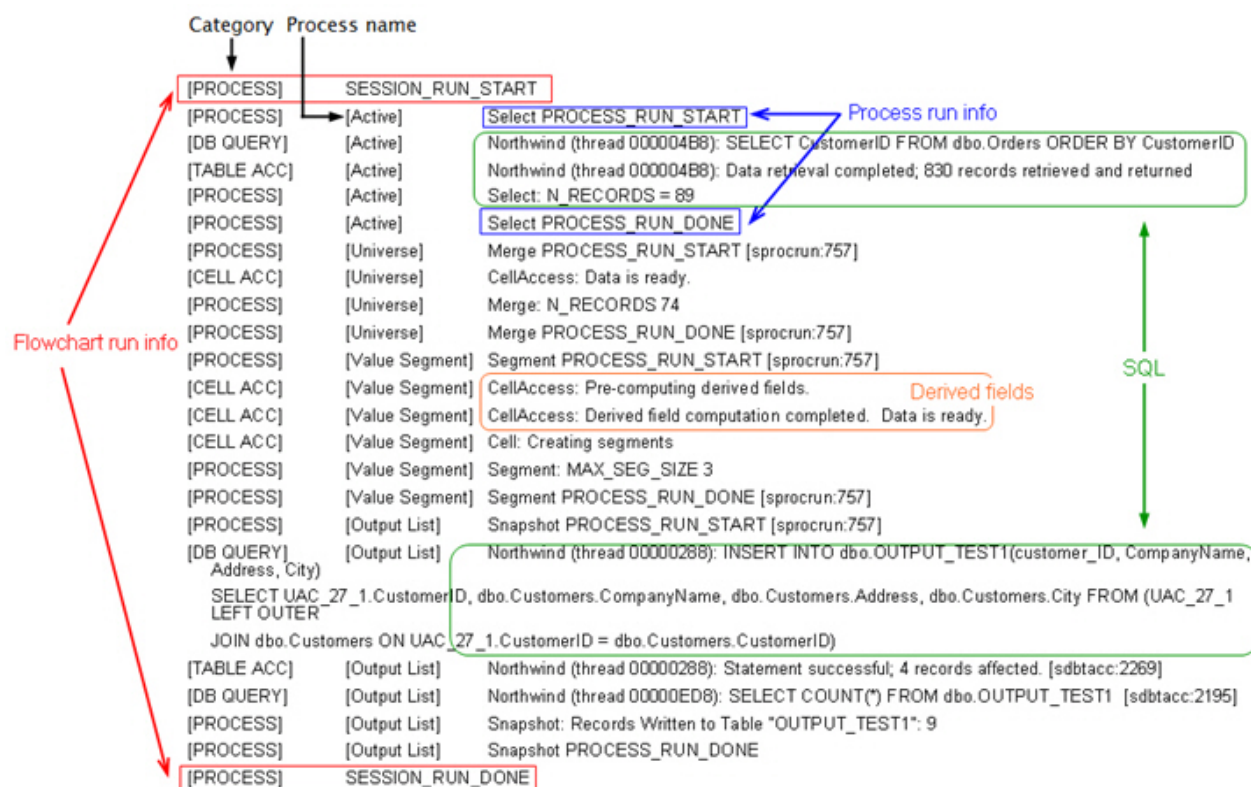 Category Process name
[PROCESS] SESSION_RUN_START
[PROCESS] [Active] Select PROCESS_RUN_START Process run info
[DB QUERY] [Active] Northwind (thread 000004B8): SELECT CustomerID FROM dbo.Orders ORDER BY CustomerID
[TABLE ACC] [Active] Northwind (thread 000004B8): Data retrieval completed; 830 records retrieved and returned
[PROCESS] [Active] Select: N_RECORDS = 89
[PROCESS] [Active] Select PROCESS_RUN_DONE
[PROCESS] [Universe] Merge PROCESS_RUN_START [sprocrun:757]
[CELL ACC] [Universe] CellAccess: Data is ready.
[PROCESS] [Universe] Merge: N_RECORDS 74
[PROCESS] [Universe] Merge PROCESS_RUN_DONE [sprocrun:757]
Flowchart run info
[PROCESS] [Value Segment] Segment PROCESS_RUN_START [sprocrun:757]
SQL
[CELL ACC] [Value Segment] CellAccess: Pre-computing derived fields. Derived fields
[CELL ACC] [Value Segment] CellAccess: Derived field computation completed. Data is ready.
[CELL ACC] [Value Segment] Cell: Creating segments
[PROCESS] [Value Segment] Segment: MAX_SEG_SIZE 3
[PROCESS] [Value Segment] Segment PROCESS_RUN_DONE [sprocrun:757]
[PROCESS] [Output List] Snapshot PROCESS_RUN_START [sprocrun:757]
[DB QUERY] [Output List] Northwind (thread 00000288): INSERT INTO dbo.OUTPUT_TEST1(customer_ID, CompanyName,
Address, City)
SELECT UAC_27_1.CustomerID, dbo.Customers.CompanyName, dbo.Customers.Address, dbo.Customers.City FROM (UAC_27_1
LEFT OUTER
JOIN dbo.Customers ON UAC_27_1.CustomerID = dbo.Customers.CustomerID)
[TABLE ACC] [Output List] Northwind (thread 00000288): Statement successful; 4 records affected. [sdbtacc:2269]
[DB QUERY] [Output List] Northwind (thread 00000ED8): SELECT COUNT(*) FROM dbo.OUTPUT_TEST1 [sdbtacc:2195]
[PROCESS] [Output List] Snapshot: Records Written to Table "OUTPUT_TEST1": 9
[PROCESS] [Output List] Snapshot PROCESS_RUN_DONE
[PROCESS] SESSION_RUN_DONE